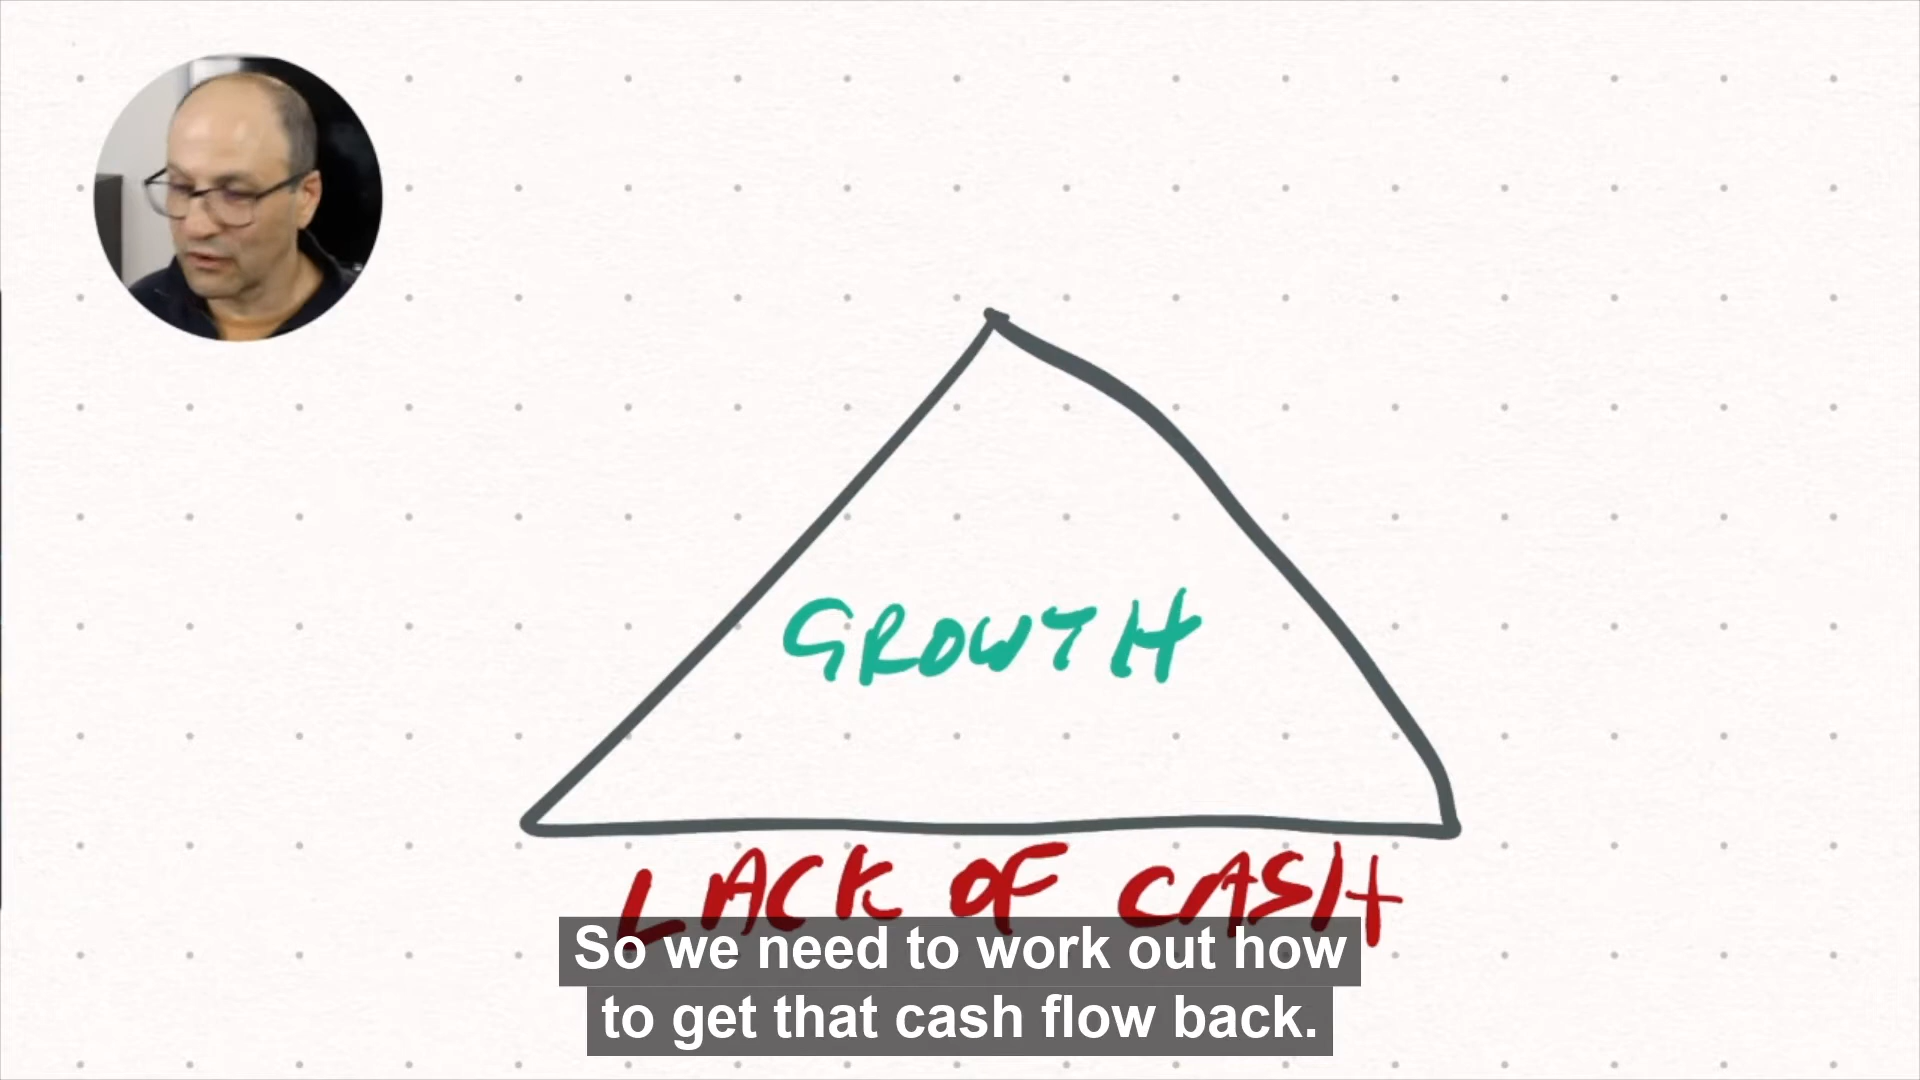 GROWTH
LACK OF CASH
So we need to work out how
to get that cash flow back.